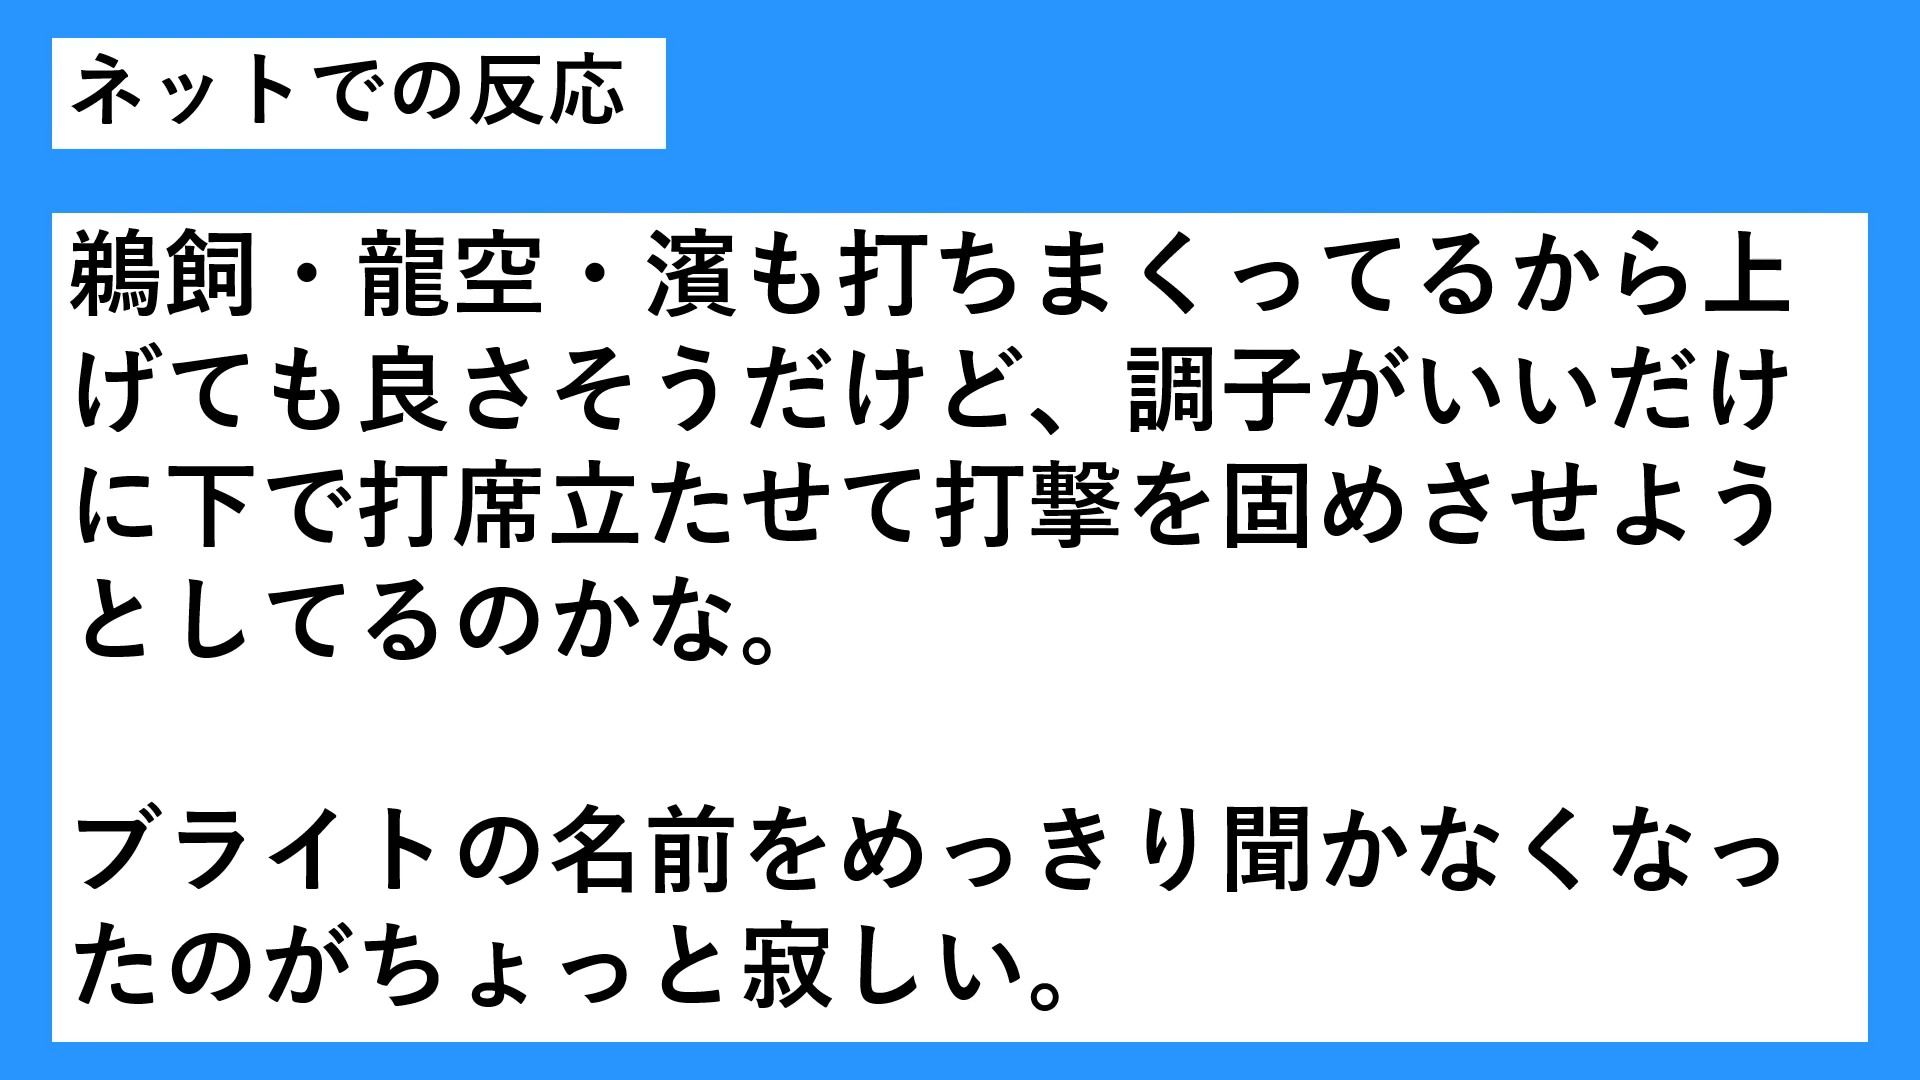 ネットでの反応
鵜飼・龍空・濱も打ちまくってるから上
げても良さそうだけど、調子がいいだけ
に下で打席立たせて打撃を固めさせよう
としてるのかな。
ブライトの名前をめっきり聞かなくなっ
たのがちょっと寂しい。